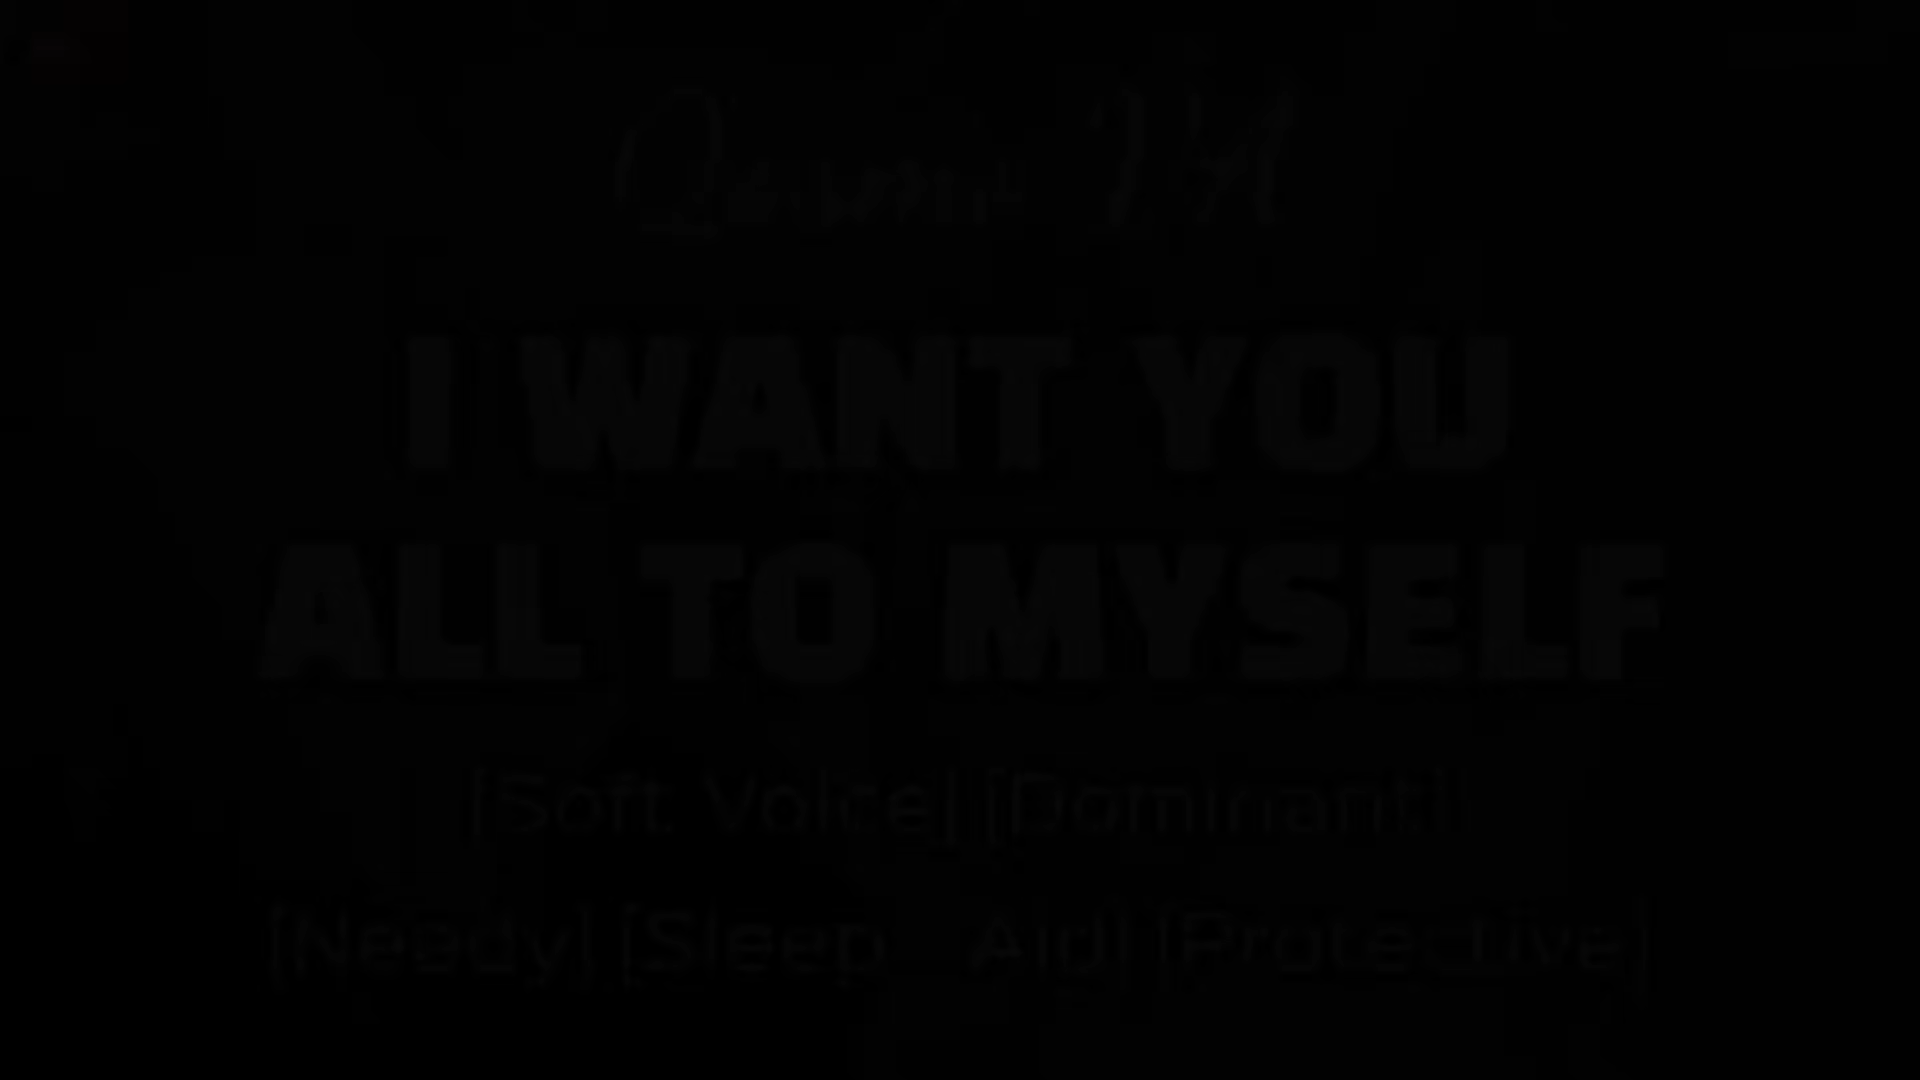 I WANT YOU
ALL TO MYSELF
[Soft Voice] [Dominant]
[Needy] [Sleep Aid] [Protective]